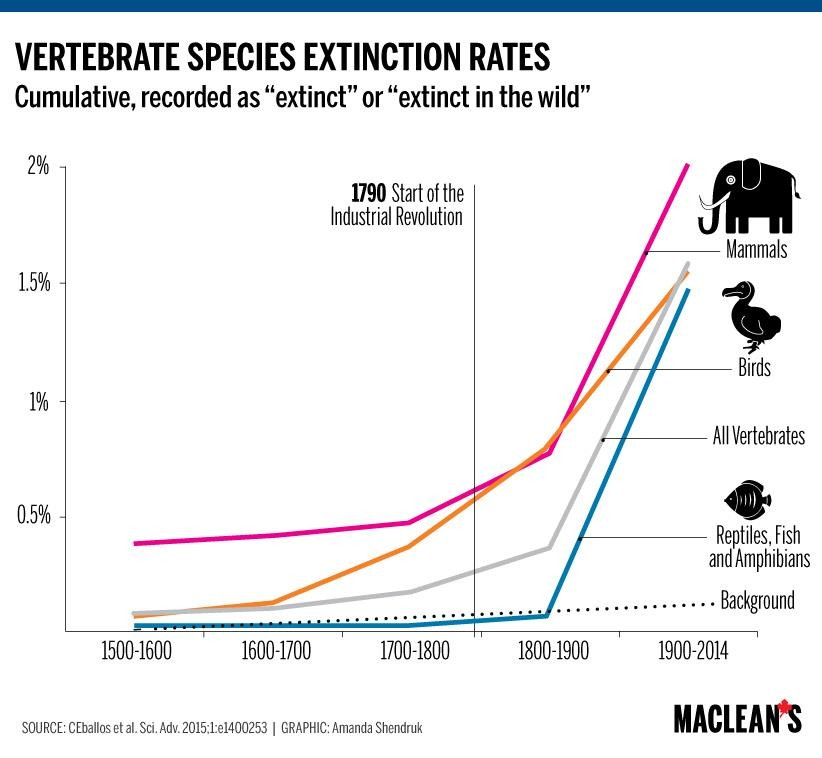 VERTEBRATE SPECIES EXTINCTION RATES
Cumulative, recorded as “extinct” or “extinct in the wild”
2%
1.5%
1%
0.5%
1790 Start of the
Industrial Revolution
Mammals
Birds
All Vertebrates
Reptiles, Fish
and Amphibians
Background
1500-1600
1600-1700
1700-1800
1800-1900
1900-2014
SOURCE: CEballos et al. Sci. Adv. 2015;1:e1400253 | GRAPHIC: Amanda Shendruk
MACLEAN'S